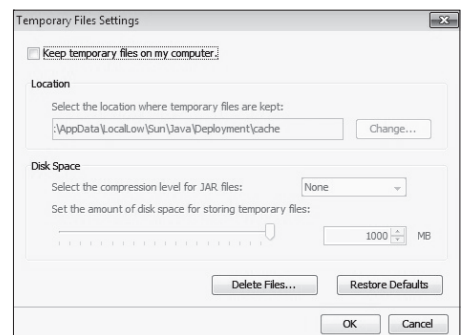 Temporary Files Settings
Keep temporary files on my computer.
Location
Select the location where temporary files are kept:
:\AppData\LocalLow\Sun\Java\Deployment\cache
Change...
Disk Space
Select the compression level for JAR files:
None
Set the amount of disk space for storing temporary files:
1000 MB
Delete Files...
Restore Defaults
OK
Cancel